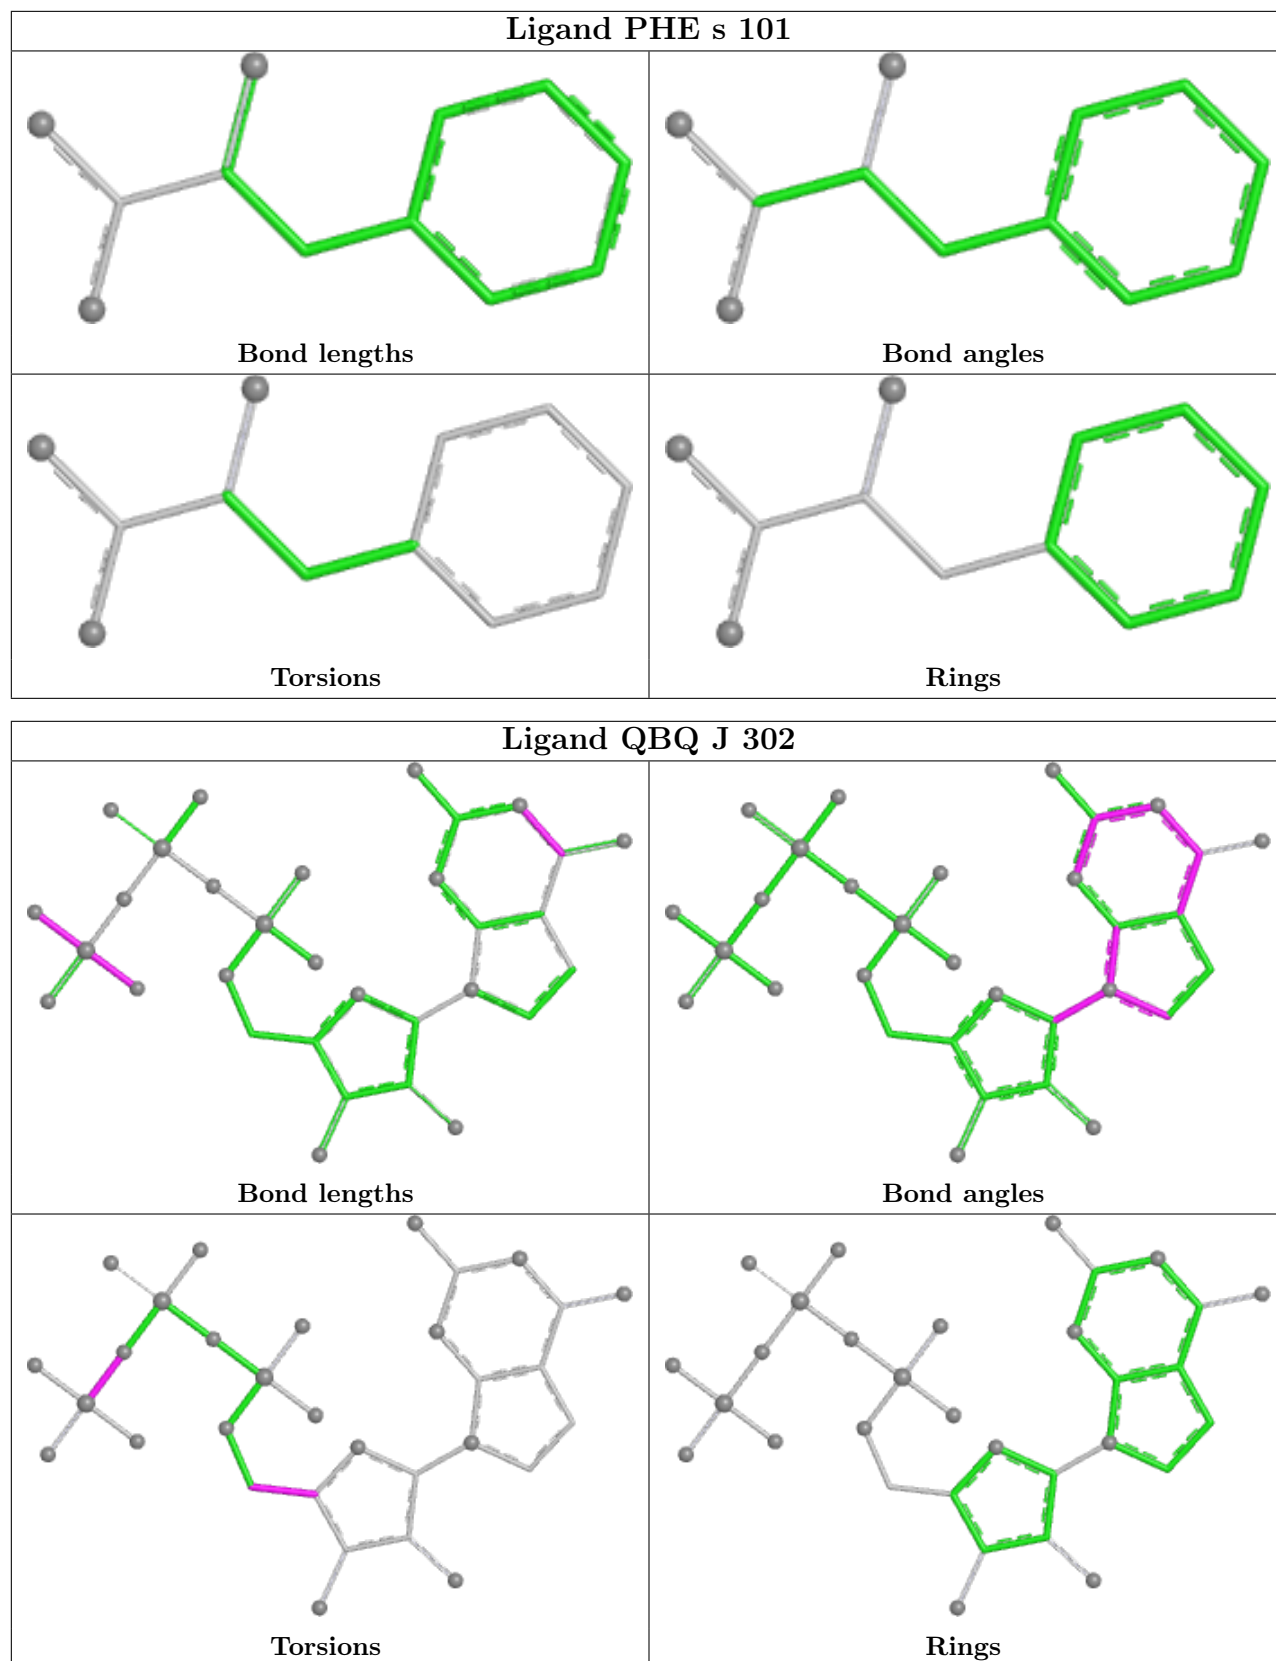 Ligand PHE s 101
Bond lengths
Bond angles
Torsions
Rings
Ligand QBQ J 302
Bond lengths
Bond angles
Torsions
Rings